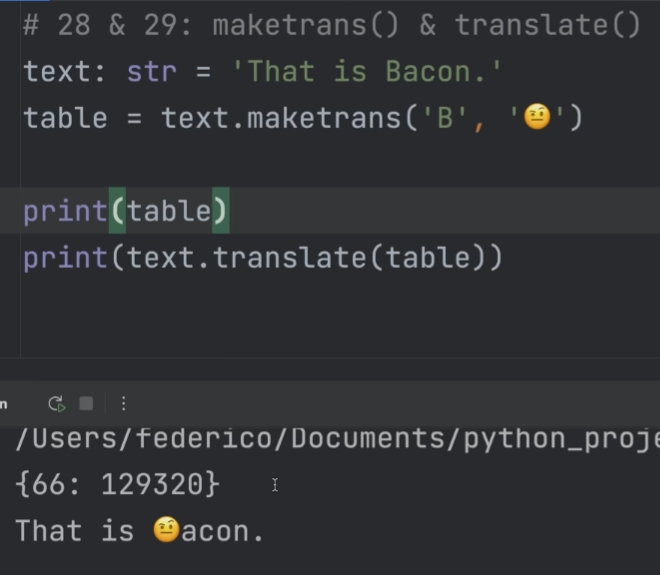 # 28 & 29: maketrans() & translate()
text: str = 'That is Bacon.'
table = text.maketrans('B', '🤨')
print(table)
print(text.translate(table))
n
/Users/federico/Documents/python_proje
{66: 129320}
That is 🤨acon.